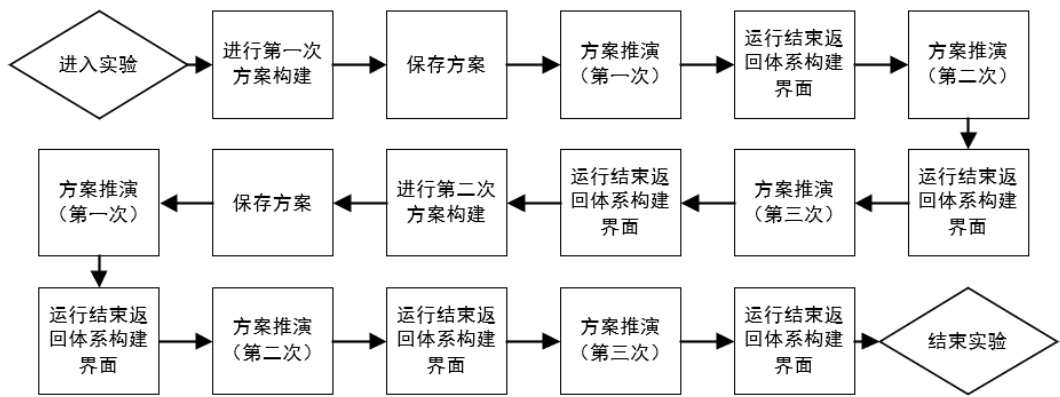 进入实验
进行第一次
方案构建
保存方案
方案推演
（第一次）
运行结束返
回体系构建
界面
方案推演
（第二次）
运行结束返
回体系构建
界面
方案推演
（第三次）
运行结束返
回体系构建
界面
进行第二次
方案构建
保存方案
方案推演
（第一次）
运行结束返
回体系构建
界面
方案推演
（第二次）
运行结束返
回体系构建
界面
方案推演
（第三次）
运行结束返
回体系构建
界面
结束实验